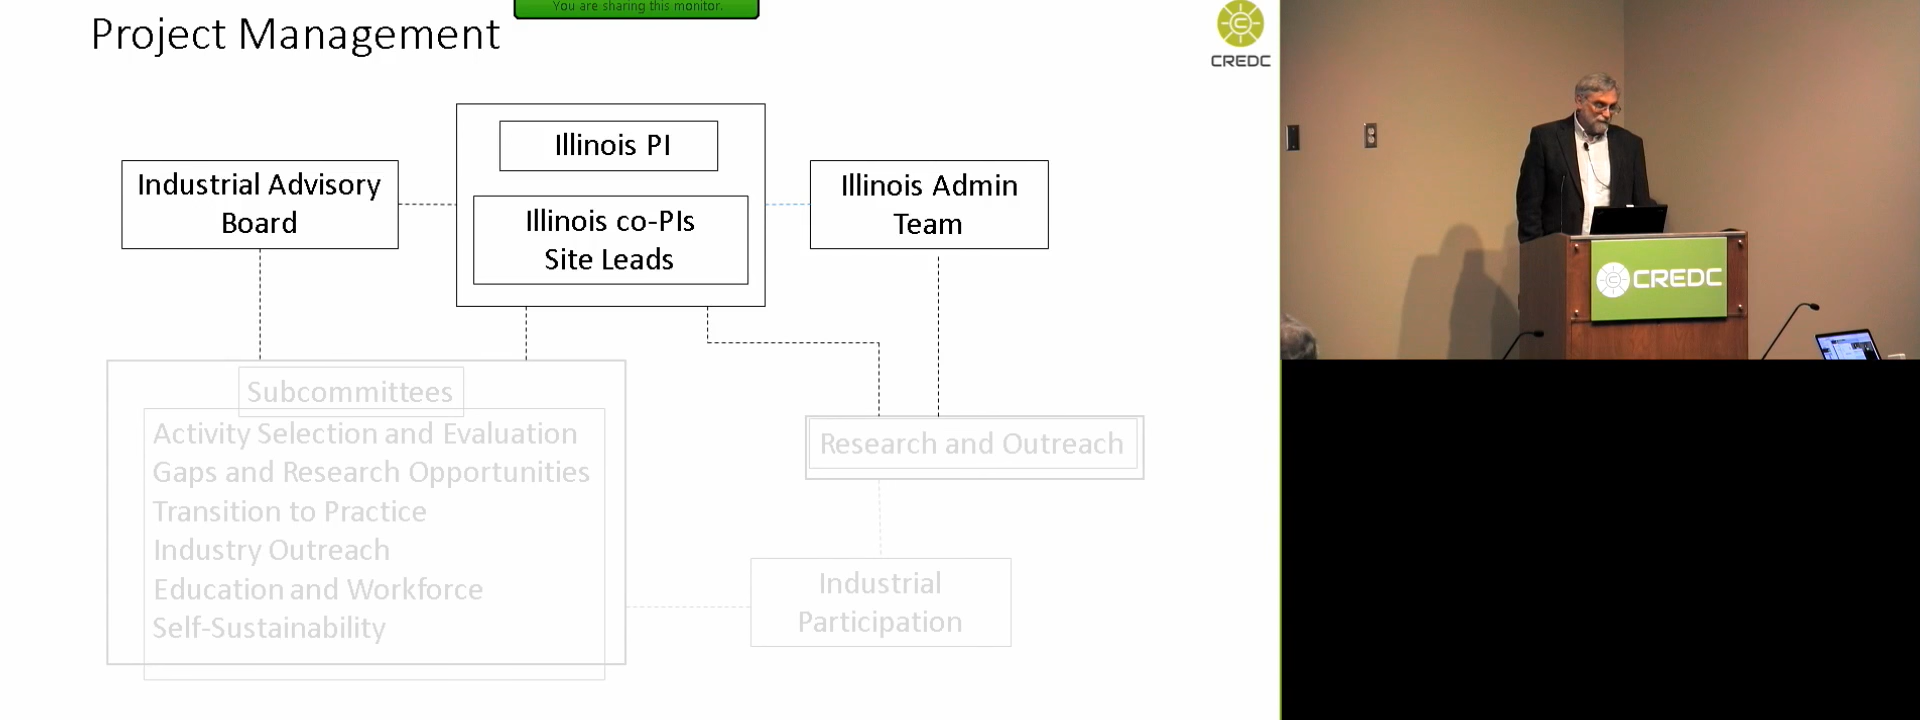 You are sharing this monitor.
Project Management
CREDC
Illinois PI
Industrial Advisory
Board
Illinois co-PIs
Site Leads
Illinois Admin
Team
Subcommittees
Activity Selection and Evaluation
Gaps and Research Opportunities
Transition to Practice
Industry Outreach
Education and Workforce
Self-Sustainability
Research and Outreach
Industrial
Participation
CREDC